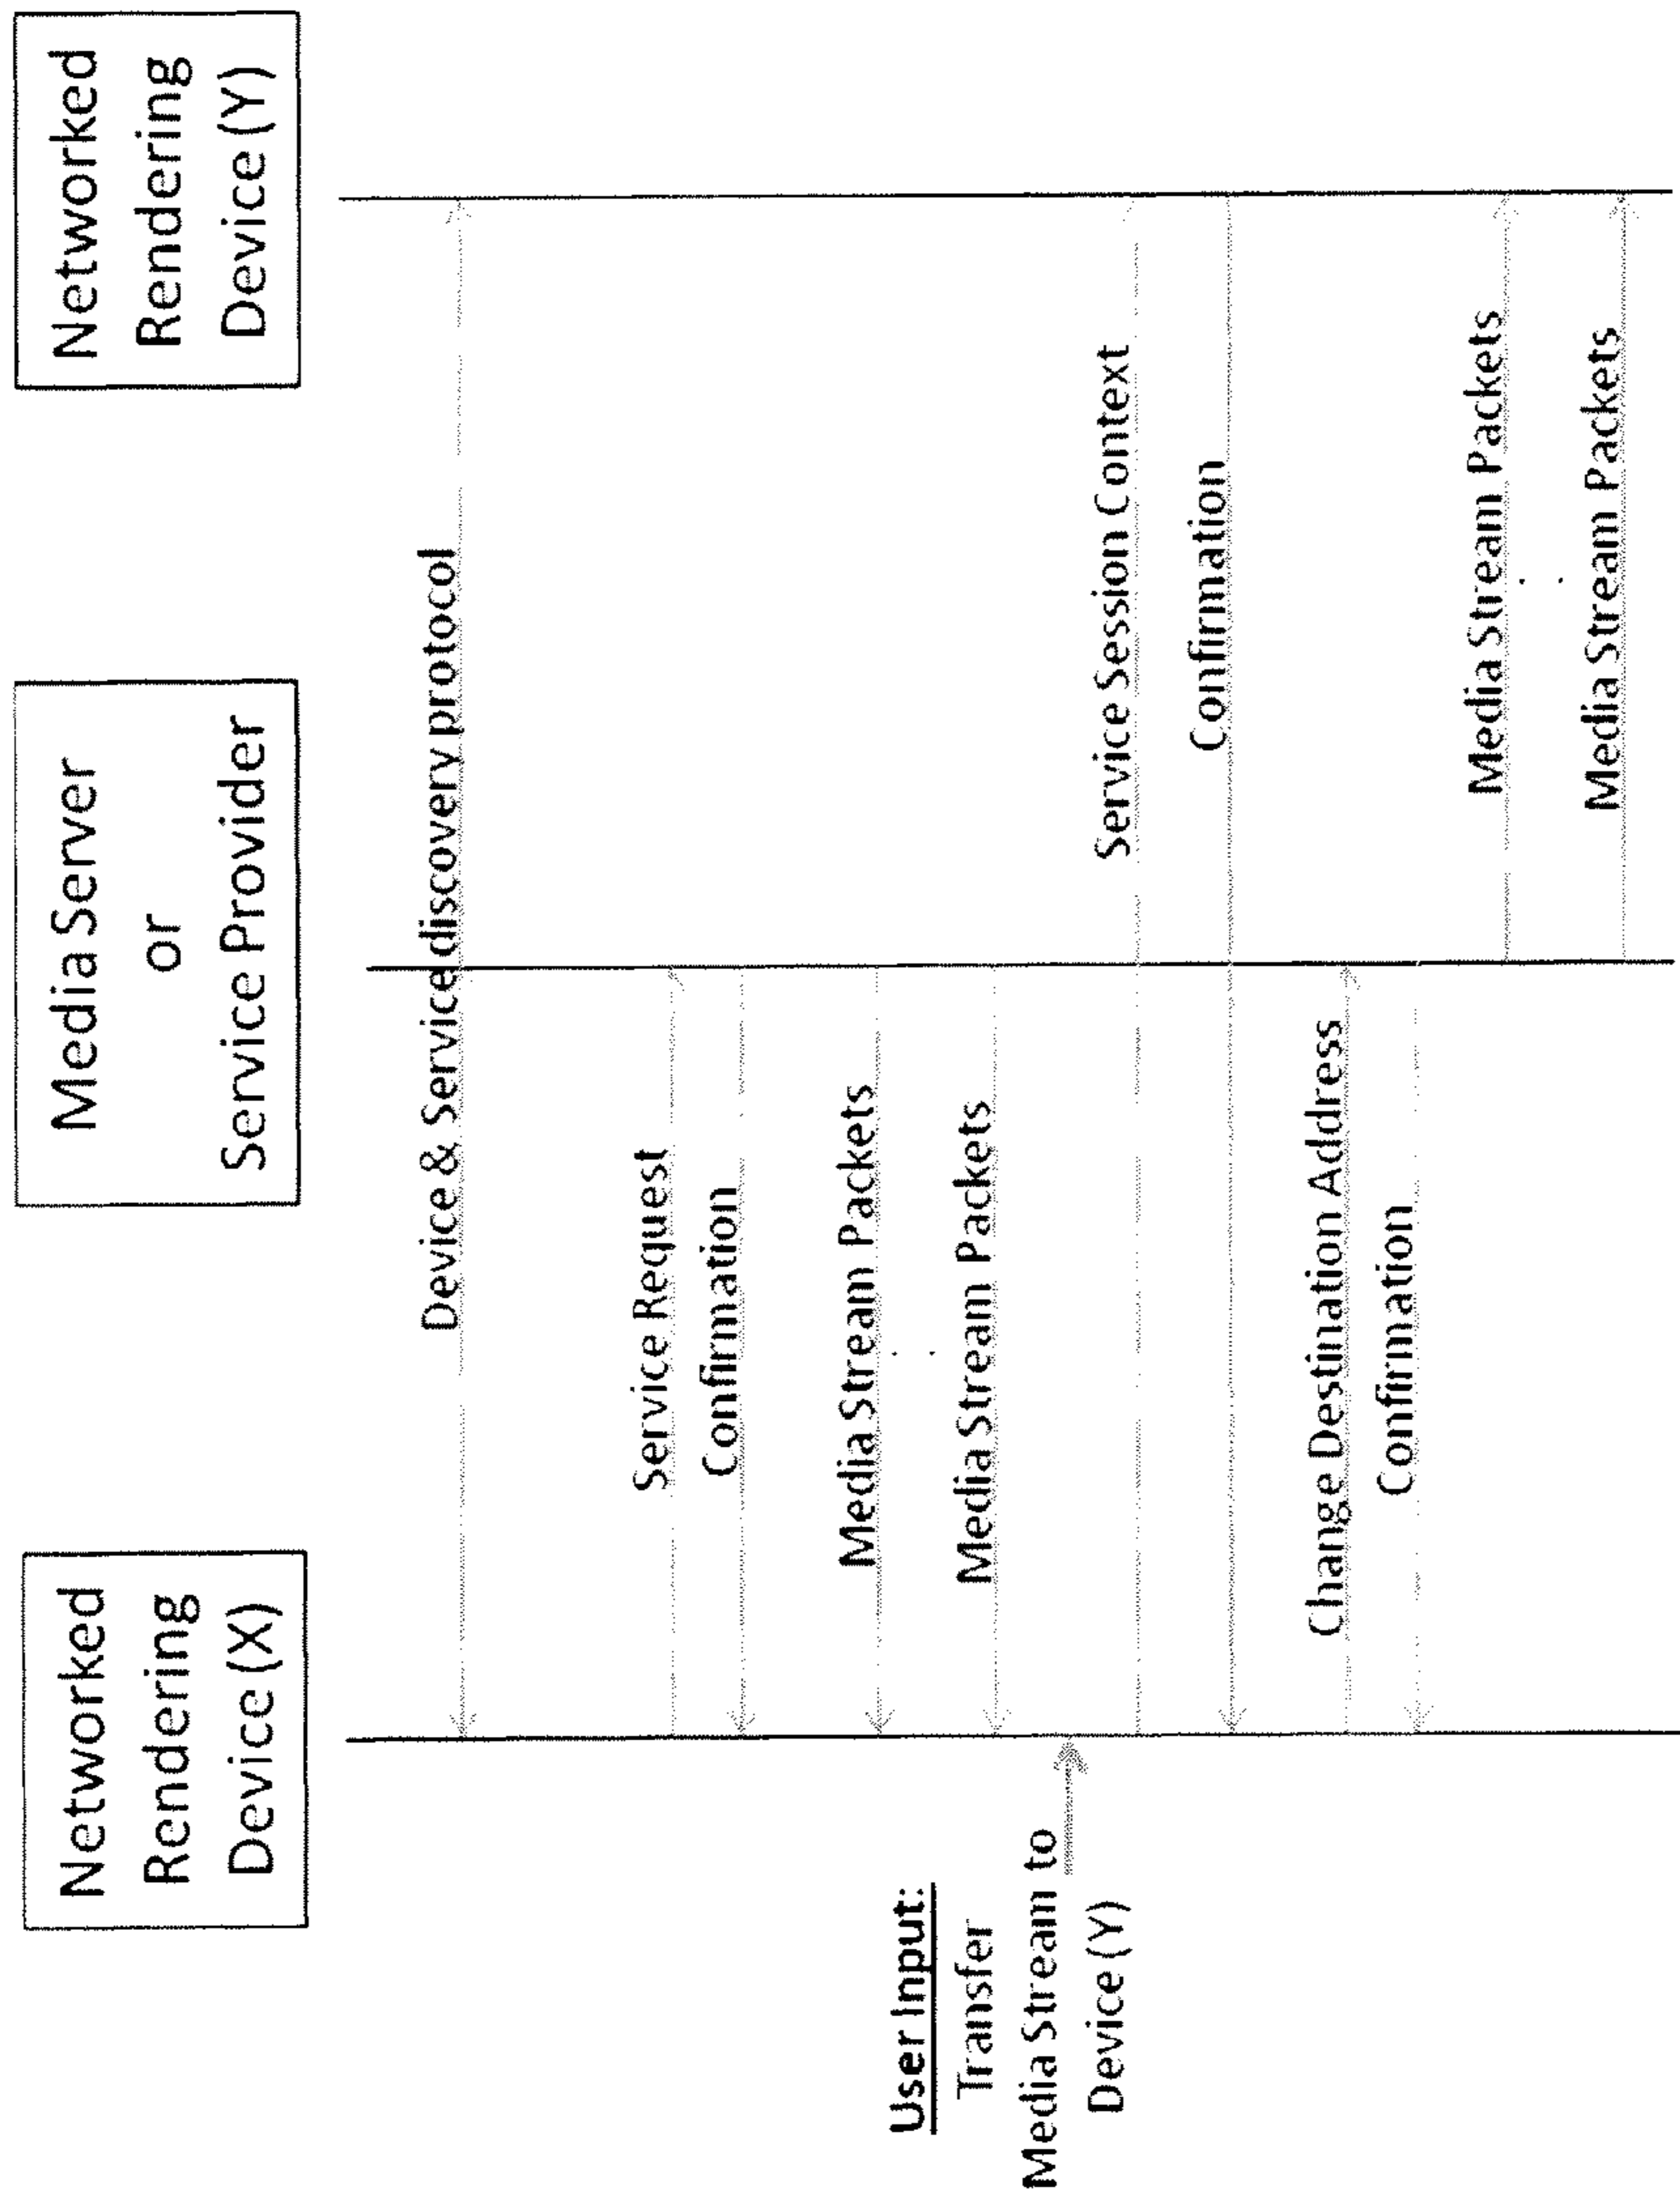 Networked
Rendering
Device (X)
Media Server
or
Service Provider
Networked
Rendering
Device (Y)
Device & Service discovery protocol
Service Request
Confirmation
Media Stream Packets
Media Stream Packets
User Input:
Transfer
Media Stream to
Device (Y)
Service Session Context
Confirmation
Change Destination Address
Confirmation
Media Stream Packets
Media Stream Packets